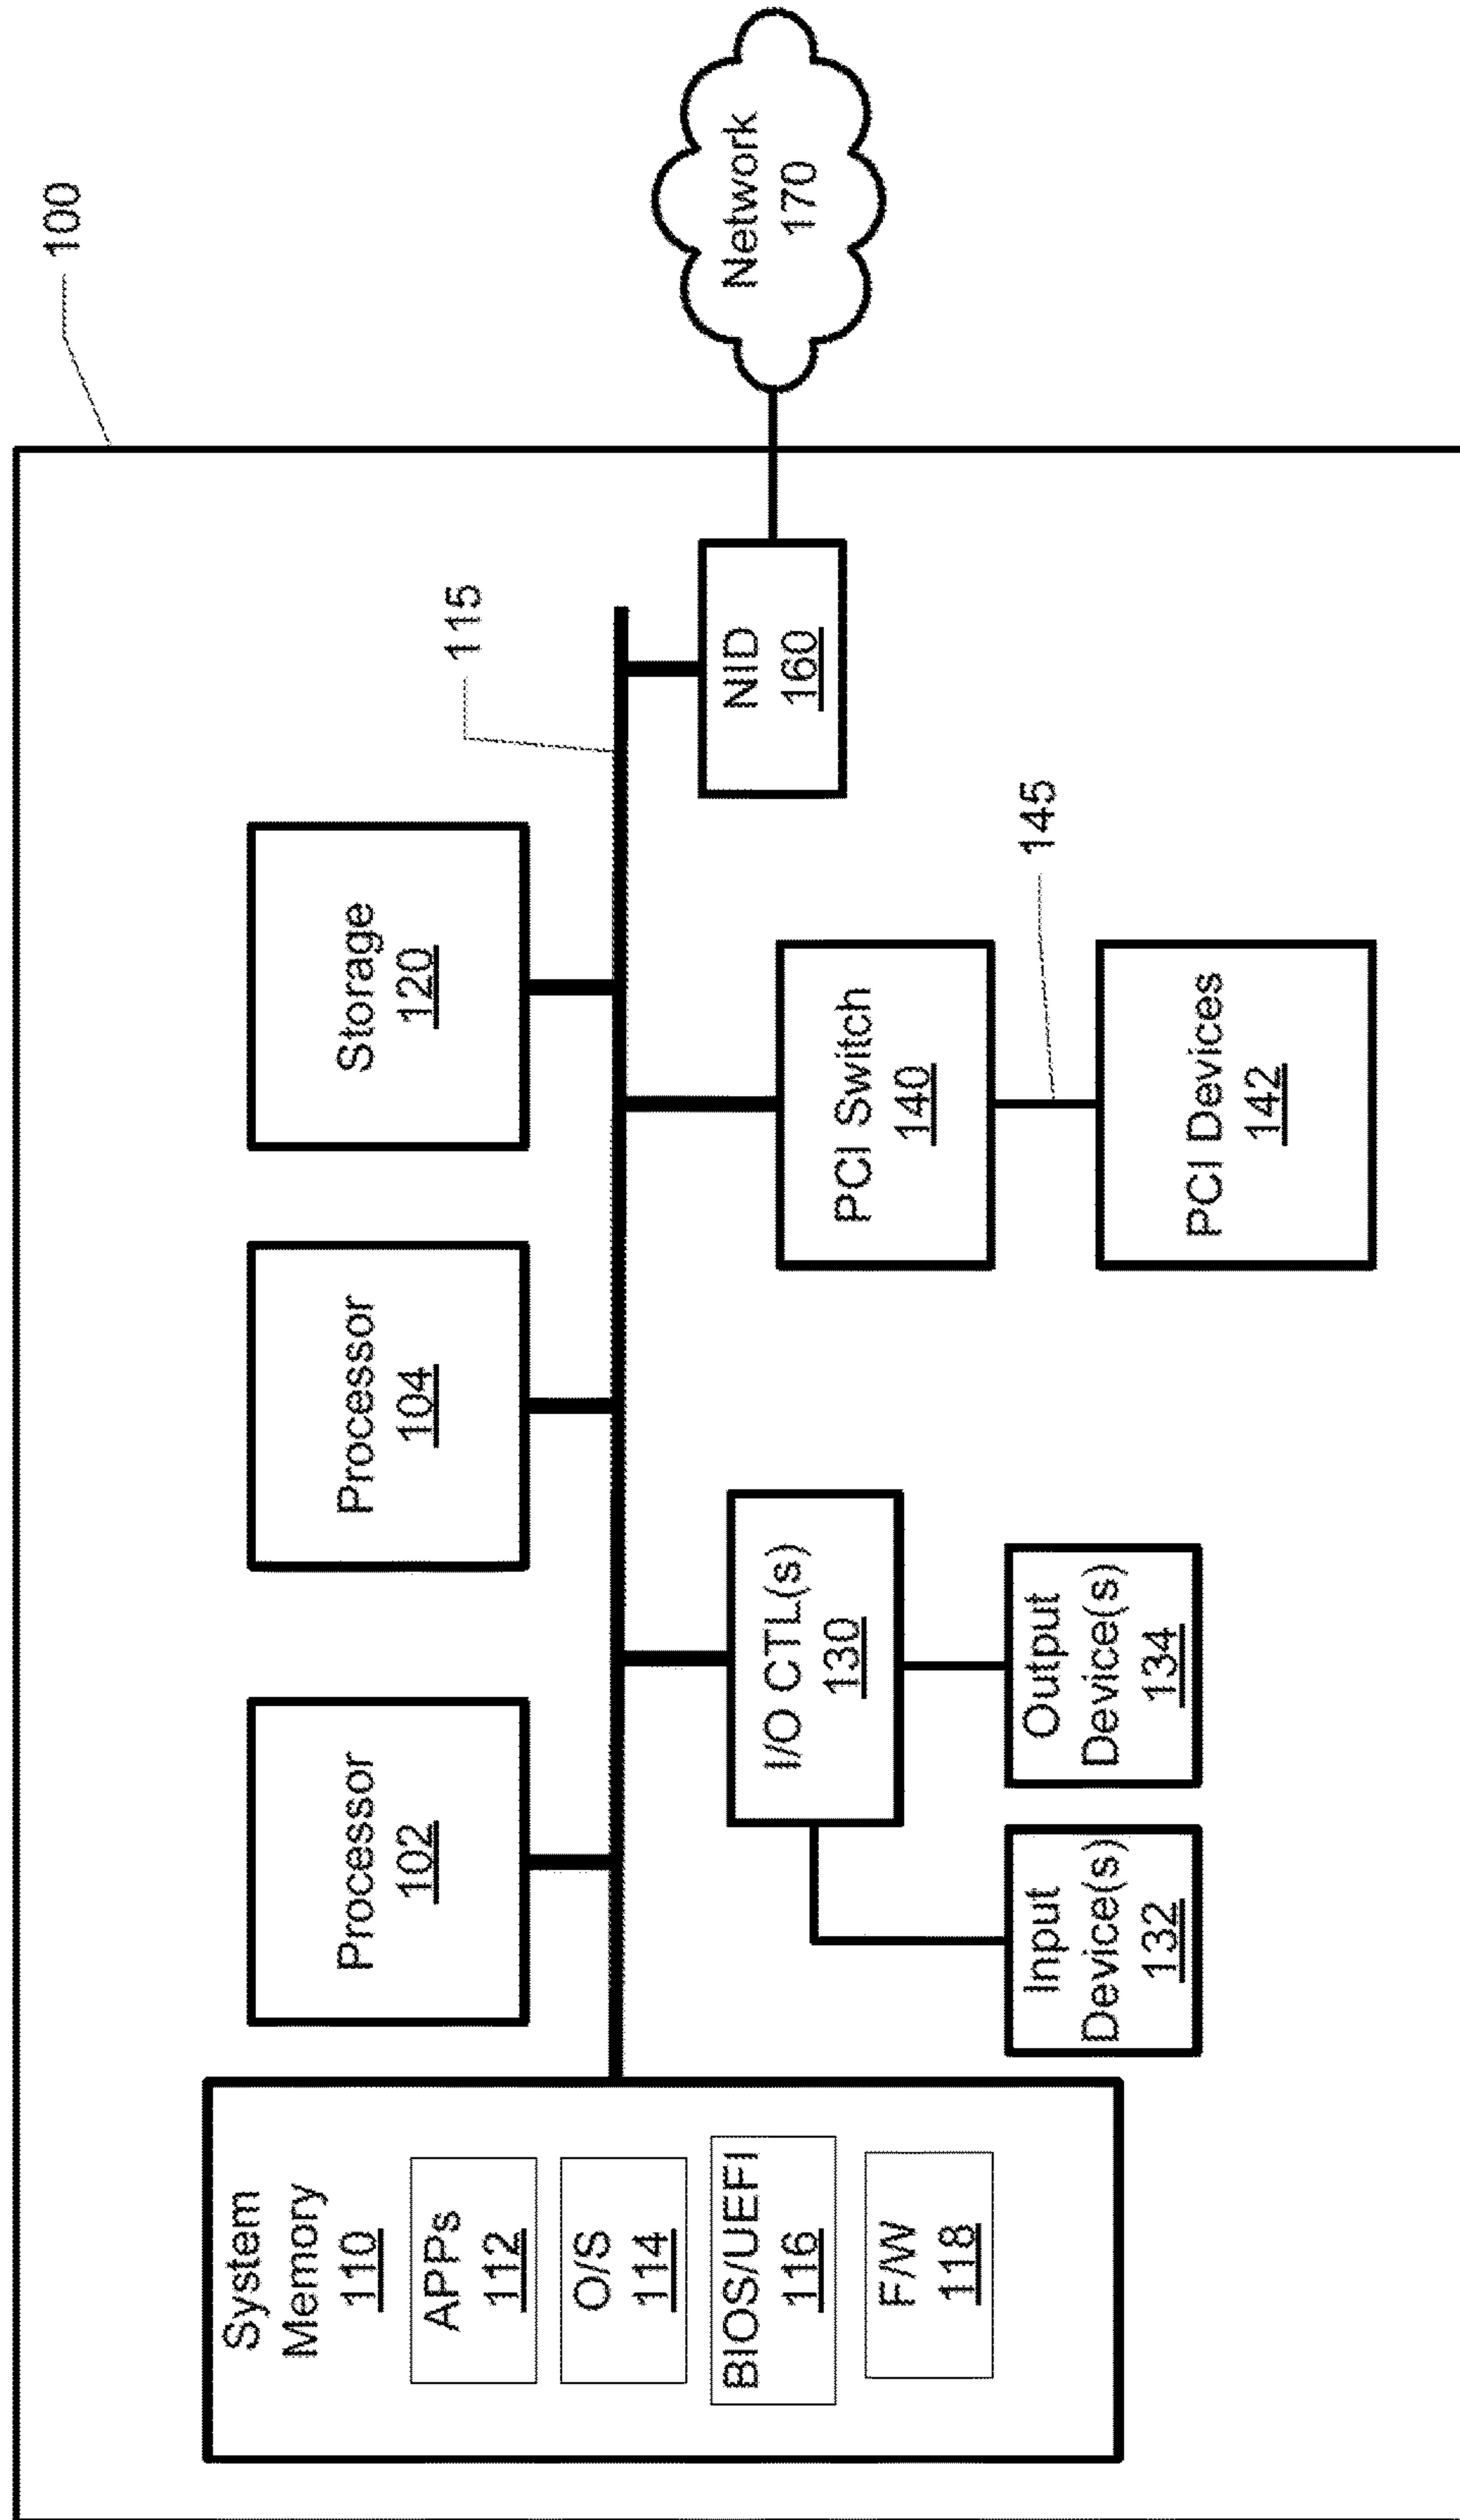 100
System
Memory
110
APPs
112
O/S
114
BIOS/UEFI
116
F/W
118
Processor
102
Processor
104
Storage
120
115
I/O CTL(s)
130
Input
Device(s)
132
Output
Device(s)
134
PCI Switch
140
145
PCI Devices
142
NID
160
Network
170